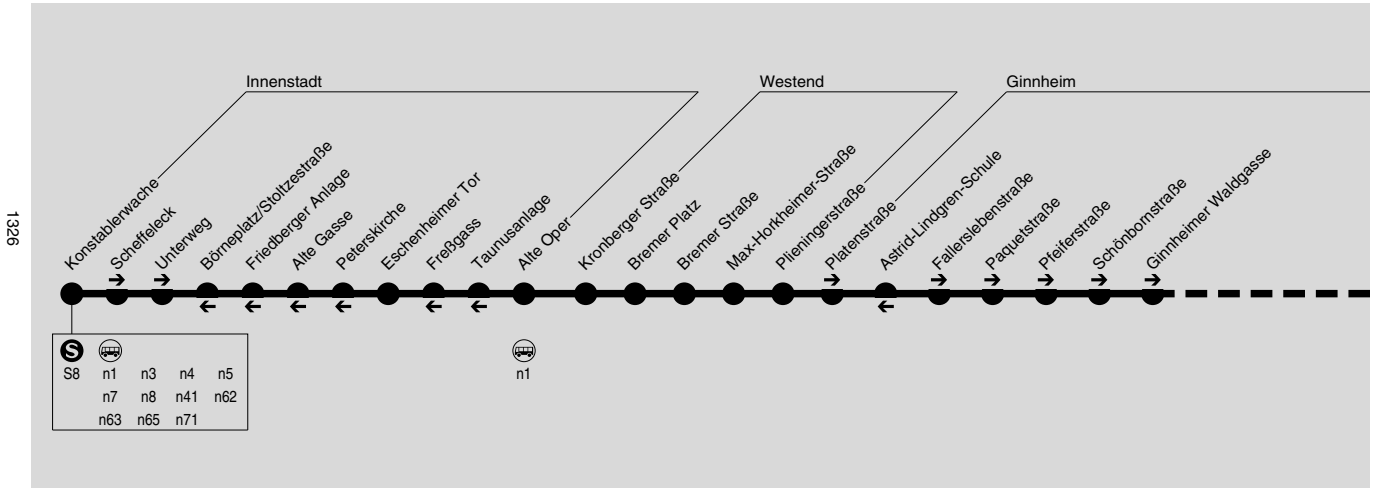 1326
Innenstadt
Westend
Ginnheim
Konstablerwache
Scheffeleck
Unterweg
Börneplatz/Stoltzestraße
Friedberger Anlage
Alte Gasse
Peterskirche
Eschenheimer Tor
Freßgass
Taunusanlage
Alte Oper
Kronberger Straße
Bremer Platz
Bremer Straße
Max-Horkheimer-Straße
Plieningerstraße
Platenstraße
Astrid-Lindgren-Schule
Fallerslebenstraße
Paquetstraße
Pfeiferstraße
Schönbornstraße
Ginnheimer Waldgasse
S
S8 n1 n3 n4 n5
n7 n8 n41 n62
n63 n65 n71
n1